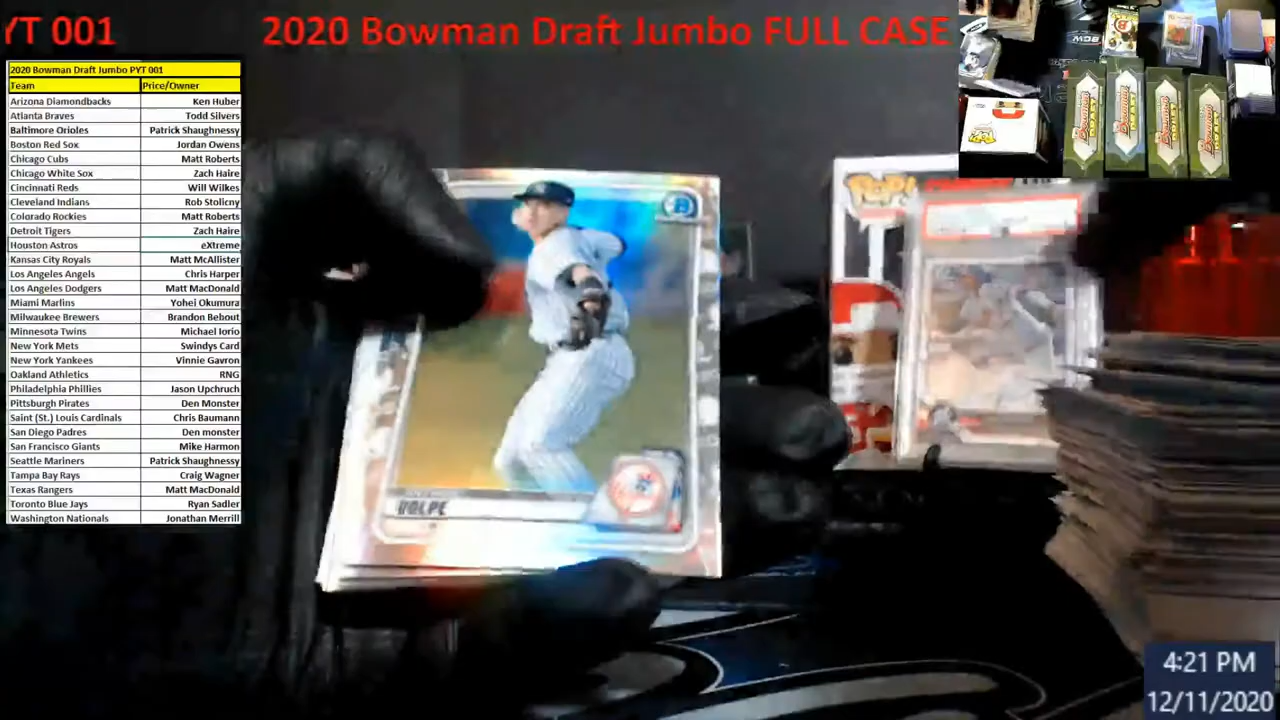 YT 001 2020 Bowman Draft Jumbo FULL CASE
2020 Bowman Draft Jumbo PYT 001
Team Price/Owner
Arizona Diamondbacks Ken Huber
Atlanta Braves Todd Silvers
Baltimore Orioles Patrick Shaughnessy
Boston Red Sox Jordan Owens
Chicago Cubs Matt Roberts
Chicago White Sox Zach Haire
Cincinnati Reds Will Wilkes
Cleveland Indians Rob Stolicny
Colorado Rockies Matt Roberts
Detroit Tigers Zach Haire
Houston Astros eXtreme
Kansas City Royals Matt McAllister
Los Angeles Angels Chris Harper
Los Angeles Dodgers Matt MacDonald
Miami Marlins Yohei Okumura
Milwaukee Brewers Brandon Bebout
Minnesota Twins Michael Iorio
New York Mets Swindys Card
New York Yankees Vinnie Gavron
Oakland Athletics RNG
Philadelphia Phillies Jason Upchruch
Pittsburgh Pirates Den Monster
Saint (St.) Louis Cardinals Chris Baumann
San Diego Padres Den monster
San Francisco Giants Mike Harmon
Seattle Mariners Patrick Shaughnessy
Tampa Bay Rays Craig Wagner
Texas Rangers Matt MacDonald
Toronto Blue Jays Ryan Sadler
Washington Nationals Jonathan Merrill
VOLPE
POP!
4:21 PM
12/11/2020